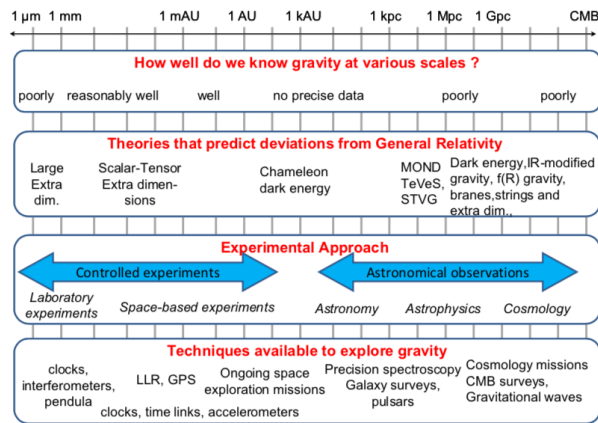 1 μm 1 mm 1 mAU 1 AU 1 kAU 1 kpc 1 Mpc 1 Gpc CMB
How well do we know gravity at various scales ?
poorly reasonably well well no precise data poorly poorly
Theories that predict deviations from General Relativity
Large
Extra
dim.
Scalar-Tensor
Extra dimen-
sions
Chameleon
dark energy
MOND
TeVeS,
STVG
Dark energy,IR-modified
gravity, f(R) gravity,
branes,strings and
extra dim.,
Experimental Approach
Controlled experiments
Astronomical observations
Laboratory
experiments
Space-based experiments
Astronomy
Astrophysics
Cosmology
Techniques available to explore gravity
clocks,
interferometers,
pendula
LLR, GPS
Ongoing space
exploration missions
clocks, time links, accelerometers
Precision spectroscopy
Galaxy surveys,
pulsars
Cosmology missions
CMB surveys,
Gravitational waves